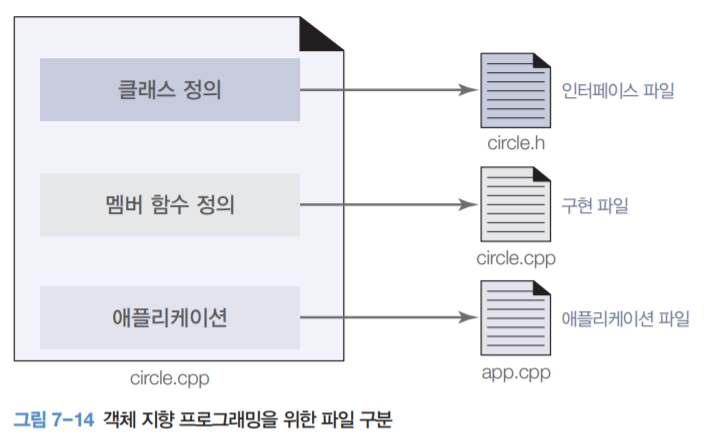 클래스 정의
인터페이스 파일
circle.h
멤버 함수 정의
구현 파일
circle.cpp
애플리케이션
애플리케이션 파일
app.cpp
circle.cpp
그림 7-14 객체 지향 프로그래밍을 위한 파일 구분